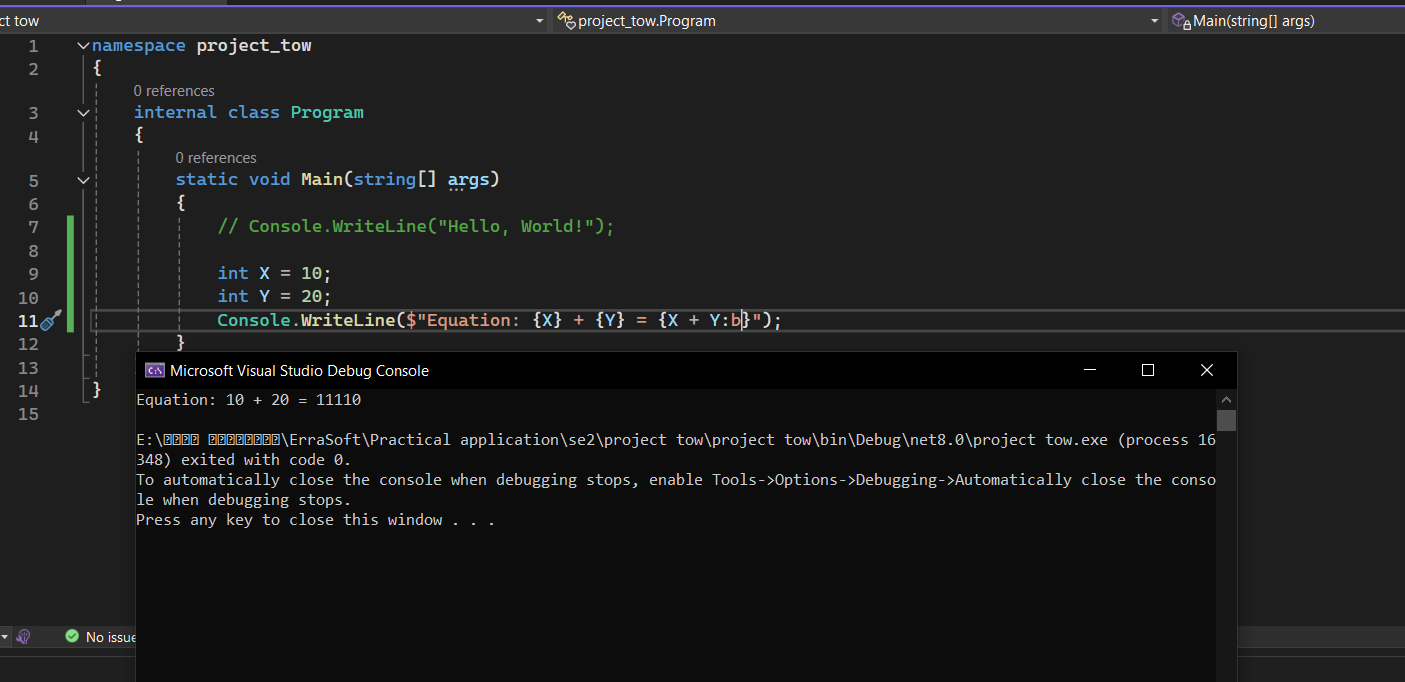 ct tow project_tow.Program Main(string[] args)
1 namespace project_tow
2 {
0 references
3 internal class Program
4 {
0 references
5 static void Main(string[] args)
6 {
7 // Console.WriteLine("Hello, World!");
8
9 int X = 10;
10 int Y = 20;
11 Console.WriteLine($"Equation: {X} + {Y} = {X + Y:b}");
12 }
13
14 }
15
Microsoft Visual Studio Debug Console
Equation: 10 + 20 = 11110
E:\ \ErraSoft\Practical application\se2\project tow\project tow\bin\Debug\net8.0\project tow.exe (process 16
348) exited with code 0.
To automatically close the console when debugging stops, enable Tools->Options->Debugging->Automatically close the conso
le when debugging stops.
Press any key to close this window . . .
No issue